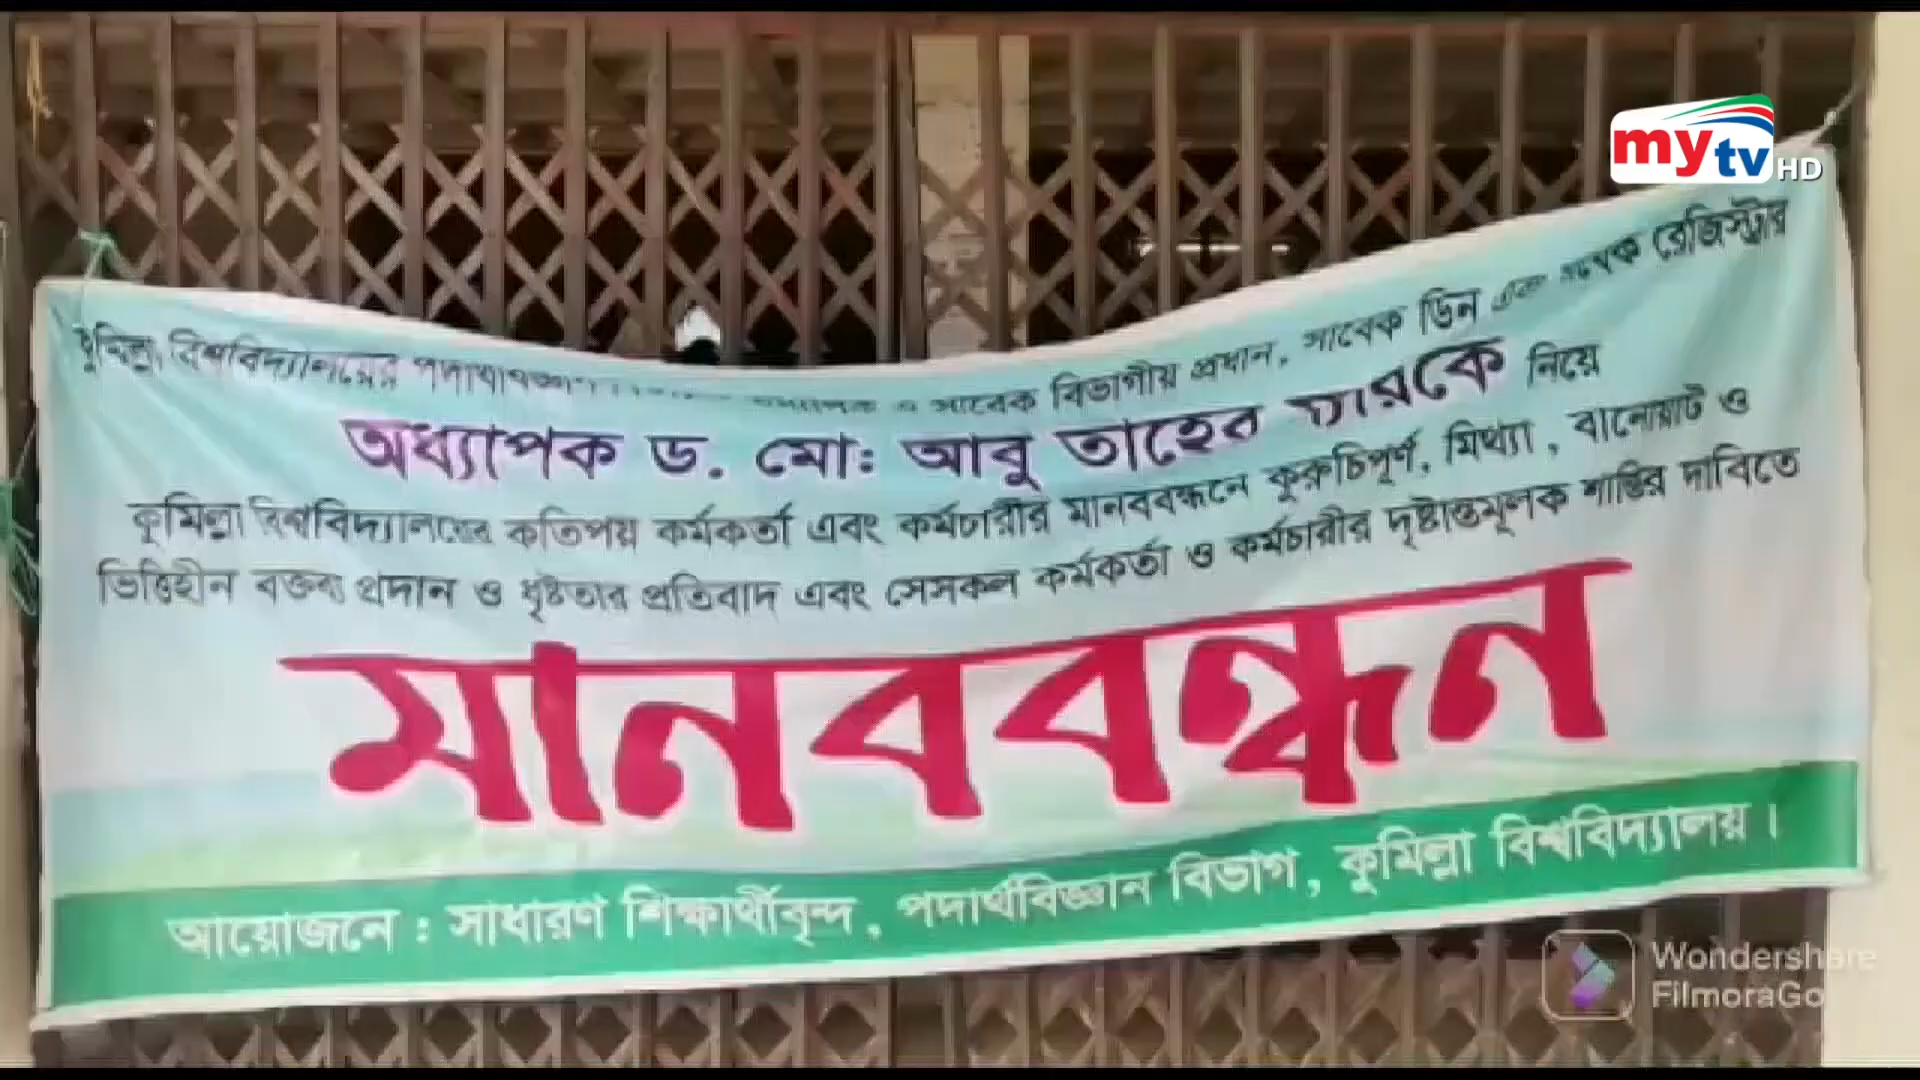 my tv HD
কুমিল্লা বিশ্ববিদ্যালয়ের সাবেক বিভাগীয় প্রধান, সাবেক ডিন এবং সাবেক রেজিস্ট্রার
অধ্যাপক ড. মো: আবু তাহের স্যারকে নিয়ে
কুমিল্লা বিশ্ববিদ্যালয়ের কতিপয় কর্মকর্তা এবং কর্মচারীর মানববন্ধনে কুরুচিপূর্ণ, মিথ্যা, বানোয়াট ও
ভিত্তিহীন বক্তব্য প্রদান ও ধৃষ্টতার প্রতিবাদ এবং সেসকল কর্মকর্তা ও কর্মচারীর দৃষ্টান্তমূলক শাস্তির দাবিতে
মানববন্ধন
আয়োজনে : সাধারণ শিক্ষার্থীবৃন্দ, পদার্থবিজ্ঞান বিভাগ, কুমিল্লা বিশ্ববিদ্যালয়।
Wondershare
FilmoraGo